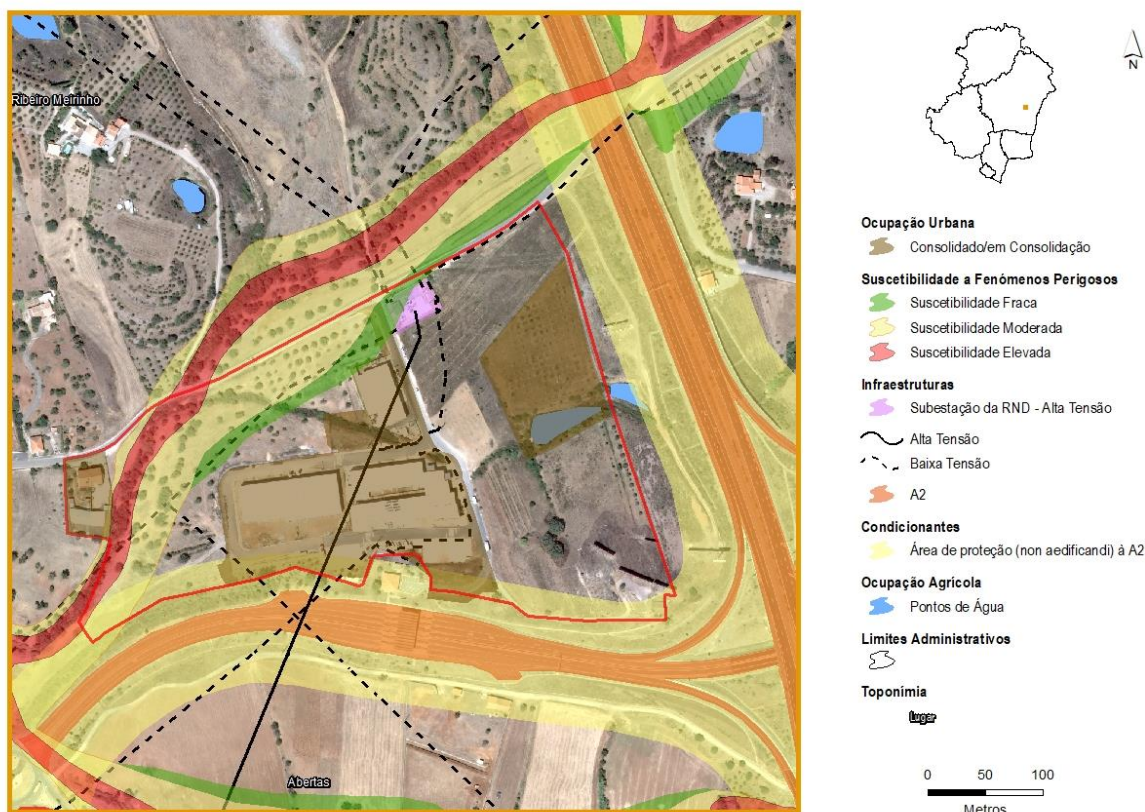 Ribeiro Meirinho
Abertas
N
Ocupação Urbana
Consolidado/em Consolidação
Suscetibilidade a Fenómenos Perigosos
Suscetibilidade Fraca
Suscetibilidade Moderada
Suscetibilidade Elevada
Infraestruturas
Subestação da RND - Alta Tensão
Alta Tensão
Baixa Tensão
A2
Condicionantes
Área de proteção (non aedificandi) à A2
Ocupação Agrícola
Pontos de Água
Limites Administrativos
Toponímia
Lugar
0 50 100
Metros